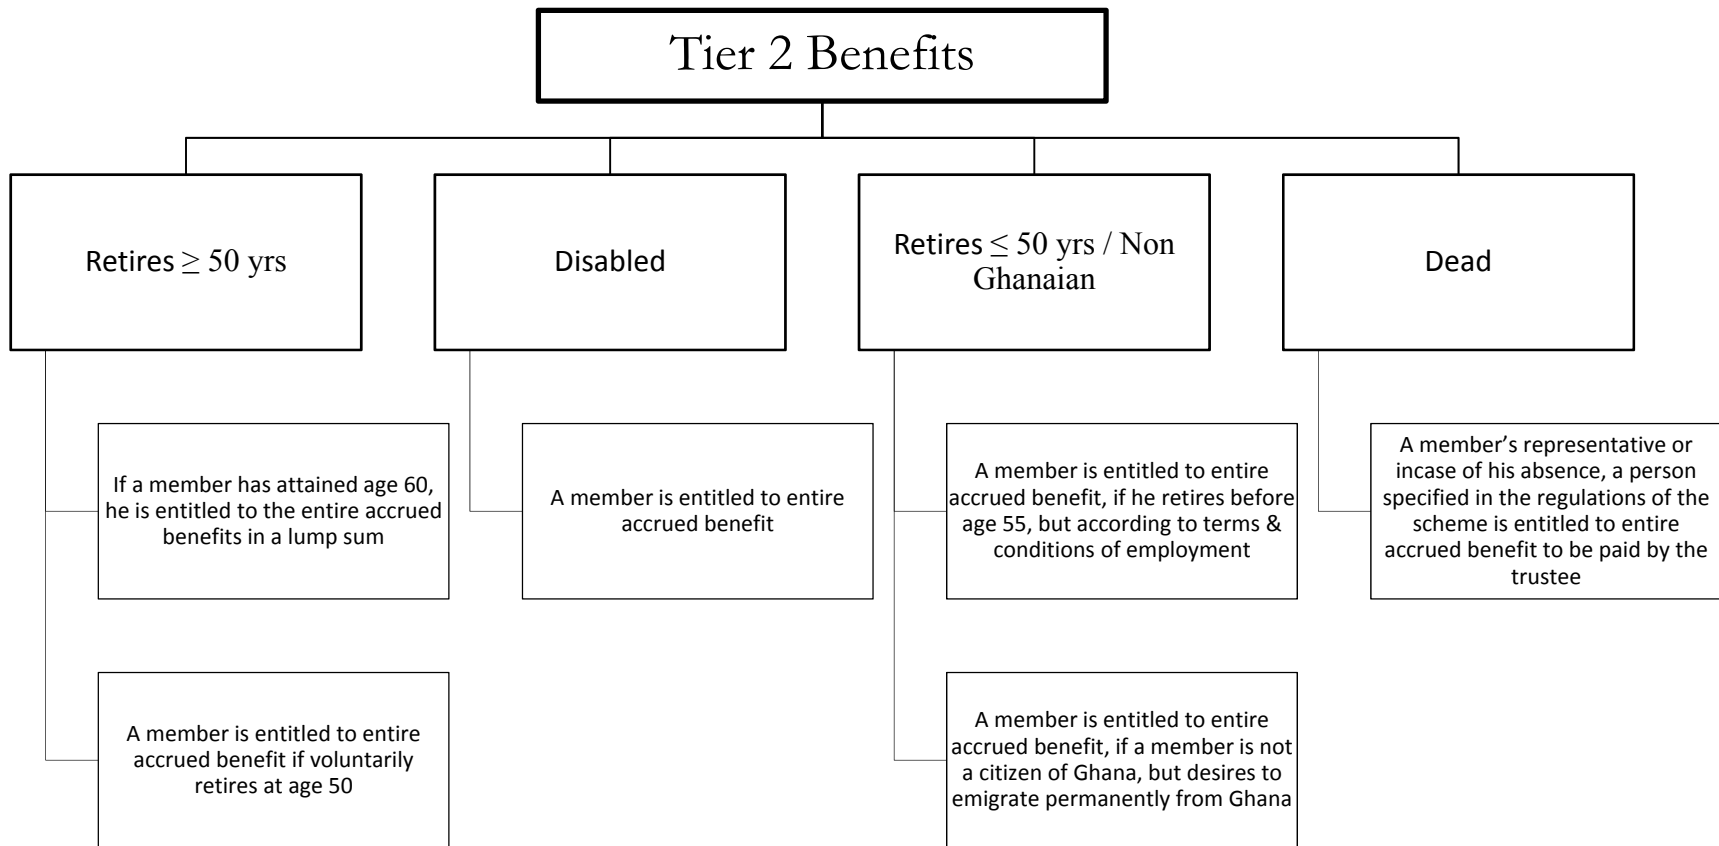 Tier 2 Benefits
Retires ≥ 50 yrs
Disabled
Retires ≤ 50 yrs / Non
Ghanaian
Dead
If a member has attained age 60,
he is entitled to the entire accrued
benefits in a lump sum
A member is entitled to entire
accrued benefit if voluntarily
retires at age 50
A member is entitled to entire
accrued benefit
A member is entitled to entire
accrued benefit, if he retires before
age 55, but according to terms &
conditions of employment
A member is entitled to entire
accrued benefit, if a member is not
a citizen of Ghana, but desires to
emigrate permanently from Ghana
A member’s representative or
incase of his absence, a person
specified in the regulations of the
scheme is entitled to entire
accrued benefit to be paid by the
trustee